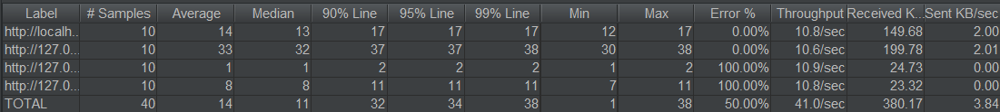 Label # Samples Average Median 90% Line 95% Line 99% Line Min Max Error % Throughput Received K... Sent KB/sec
http://localh... 10 14 13 17 17 17 12 17 0.00% 10.8/sec 149.68 2.00
http://127.0... 10 33 32 37 37 38 30 38 0.00% 10.6/sec 199.78 2.01
http://127.0... 10 1 1 2 2 2 1 2 100.00% 10.9/sec 24.73 0.00
http://127.0... 10 8 8 11 11 11 7 11 100.00% 10.8/sec 23.32 0.00
TOTAL 40 14 11 32 34 38 1 38 50.00% 41.0/sec 380.17 3.84